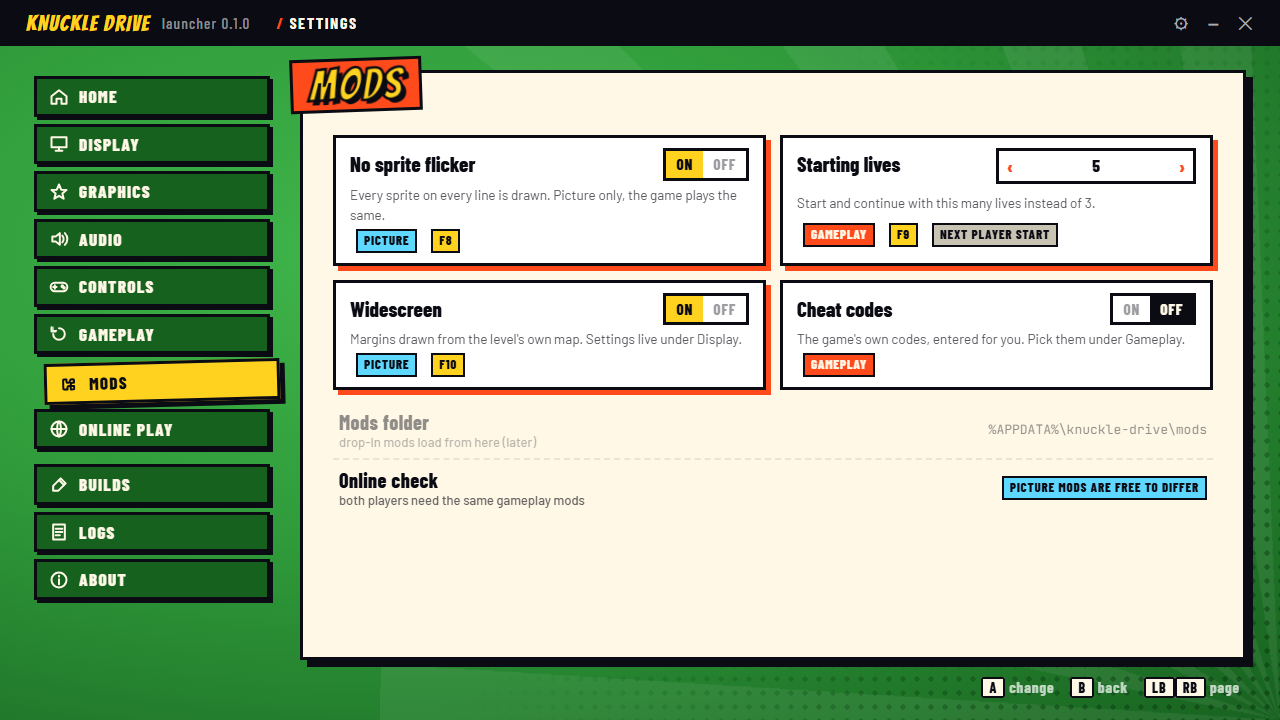 KNUCKLE DRIVE launcher 0.1.0 / SETTINGS
MODS
HOME
DISPLAY
GRAPHICS
AUDIO
CONTROLS
GAMEPLAY
MODS
ONLINE PLAY
BUILDS
LOGS
ABOUT
No sprite flicker ON OFF
Every sprite on every line is drawn. Picture only, the game plays the
same.
PICTURE F8
Starting lives ‹ 5 ›
Start and continue with this many lives instead of 3.
GAMEPLAY F9 NEXT PLAYER START
Widescreen ON OFF
Margins drawn from the level's own map. Settings live under Display.
PICTURE F10
Cheat codes ON OFF
The game's own codes, entered for you. Pick them under Gameplay.
GAMEPLAY
Mods folder
drop-in mods load from here (later)
%APPDATA%\knuckle-drive\mods
Online check
both players need the same gameplay mods
PICTURE MODS ARE FREE TO DIFFER
A change B back LB RB page